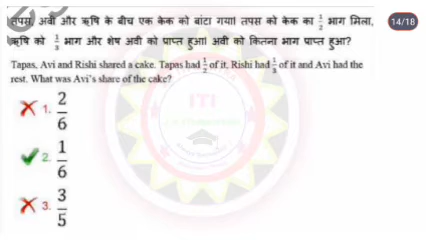 तपस, अवी और ऋषि के बीच एक केक को बांटा गया। तपस को केक का 1/2 भाग मिला,
14/18
ऋषि को 1/3 भाग और शेष अवी को प्राप्त हुआ। अवी को कितना भाग प्राप्त हुआ?
Tapas, Avi and Rishi shared a cake. Tapas had 1/2 of it, Rishi had 1/3 of it and Avi had the
rest. What was Avi's share of the cake?
1. 2/6
2. 1/6
3. 3/5
ITI